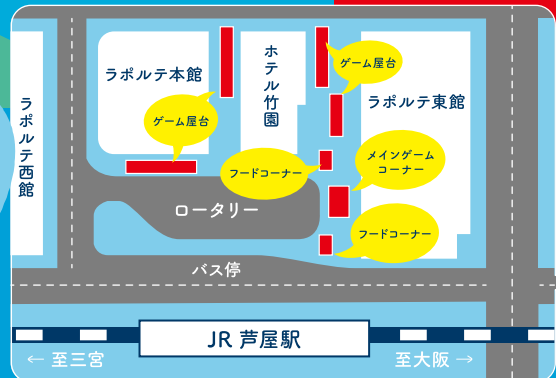 ラポルテ西館
ラポルテ本館
ゲーム屋台
ホテル竹園
ゲーム屋台
ラポルテ東館
フードコーナー
メインゲーム
コーナー
フードコーナー
ロータリー
バス停
JR 芦屋駅
← 至三宮
至大阪 →